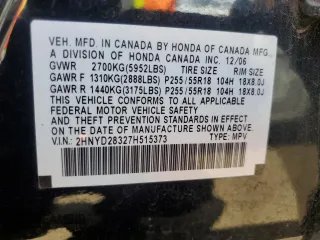 VEH. MFD. IN CANADA BY HONDA OF CANADA MFG.,
A DIVISION OF HONDA CANADA INC. 12/06
GVWR 2700KG(5952LBS) TIRE SIZE RIM SIZE
GAWR F 1310KG(2888LBS) P255/55R18 104H 18X8.0J
GAWR R 1440KG(3175LBS) P255/55R18 104H 18X8.0J
THIS VEHICLE CONFORMS TO ALL APPLICABLE
FEDERAL MOTOR VEHICLE SAFETY
AND THEFT PREVENTION STANDARDS IN EFFECT ON THE
DATE OF MANUFACTURE SHOWN ABOVE.
V.I.N.: 2HNYD28327H515373 TYPE: MPV